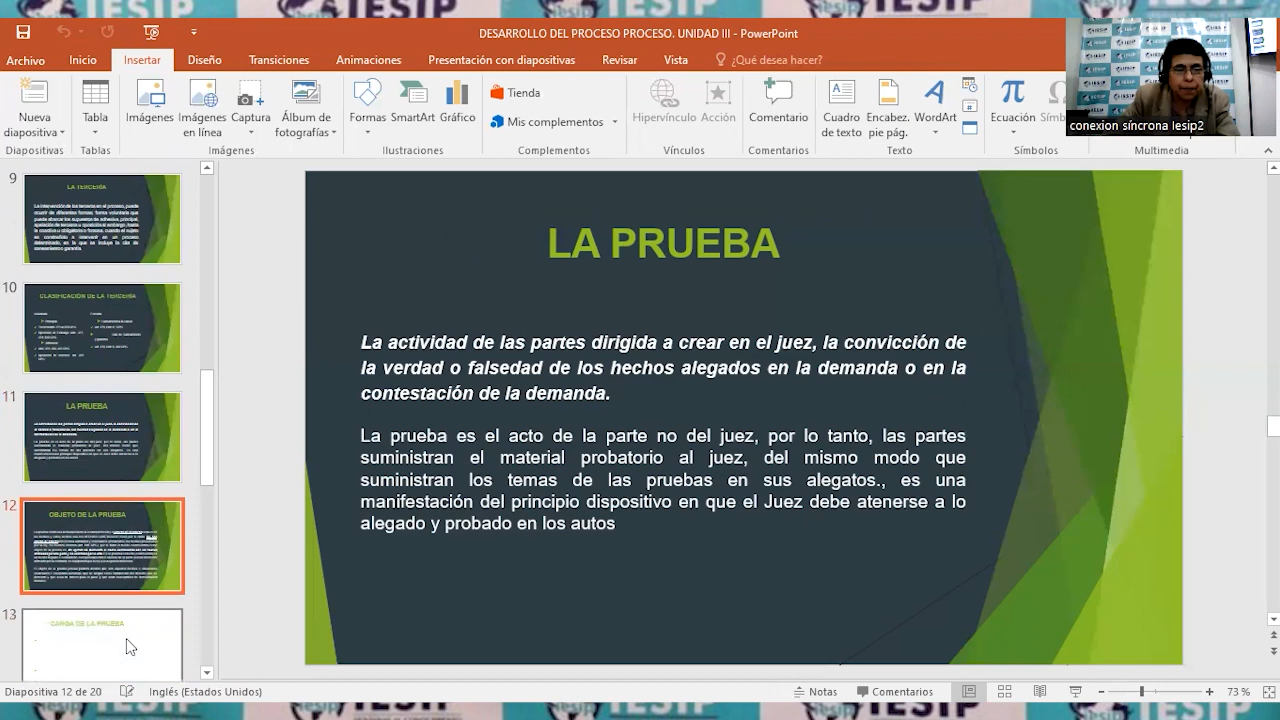 IESIP
DESARROLLO DEL PROCESO PROCESO. UNIDAD III - PowerPoint
Archivo Inicio Insertar Diseño Transiciones Animaciones Presentación con diapositivas Revisar Vista ¿Qué desea hacer?
Nueva diapositiva
Tabla
Imágenes
Imágenes en línea
Captura
Álbum de fotografías
Formas
SmartArt
Gráfico
Tienda
Mis complementos
Hipervínculo
Acción
Comentario
Cuadro de texto
Encabez. pie pág.
WordArt
Ecuación
Diapositivas Tablas Imágenes Ilustraciones Complementos Vínculos Comentarios Texto Símbolos Multimedia
conexion síncrona Iesip2
9
LA TERCERÍA
10
CLASIFICACIÓN DE LA TERCERÍA
11
LA PRUEBA
12
OBJETO DE LA PRUEBA
13
CARGA DE LA PRUEBA
LA PRUEBA
La actividad de las partes dirigida a crear en el juez, la convicción de
la verdad o falsedad de los hechos alegados en la demanda o en la
contestación de la demanda.
La prueba es un acto de la parte no del juez por lo tanto, las partes
suministran el material probatorio al juez, del mismo modo que
suministran los temas de las pruebas en sus alegatos., es una
manifestación del principio dispositivo en que el Juez debe atenerse a lo
alegado y probado en los autos
Diapositiva 12 de 20 Inglés (Estados Unidos) Notas Comentarios 73 %
IESIP